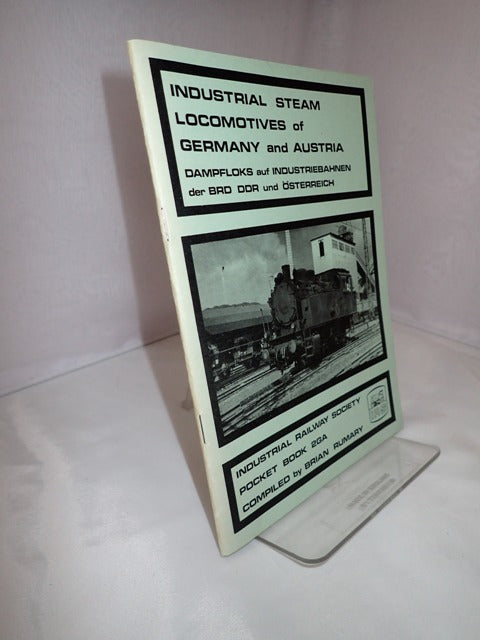 INDUSTRIAL STEAM
LOCOMOTIVES of
GERMANY and AUSTRIA
DAMPFLOKS auf INDUSTRIEBAHNEN
der BRD DDR und ÖSTERREICH
INDUSTRIAL RAILWAY SOCIETY
POCKET BOOK 2GA
COMPILED by BRIAN RUMARY